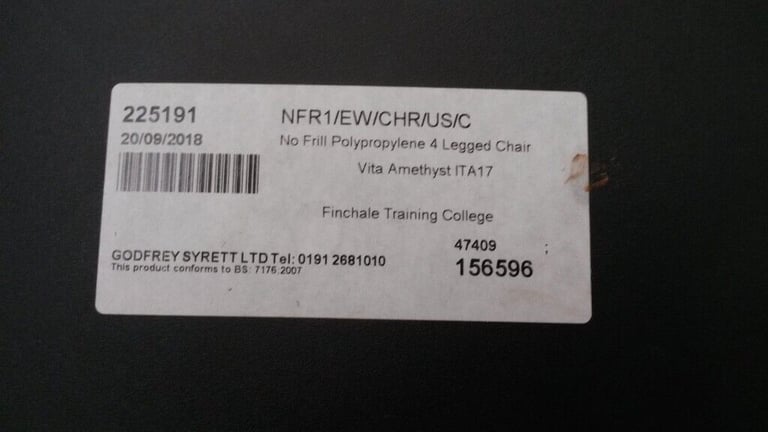 225191
NFR1/EW/CHR/US/C
20/09/2018
No Frill Polypropylene 4 Legged Chair
Vita Amethyst ITA17
Finchale Training College
47409 ;
GODFREY SYRETT LTD Tel: 0191 2681010
156596
This product conforms to BS: 7176:2007